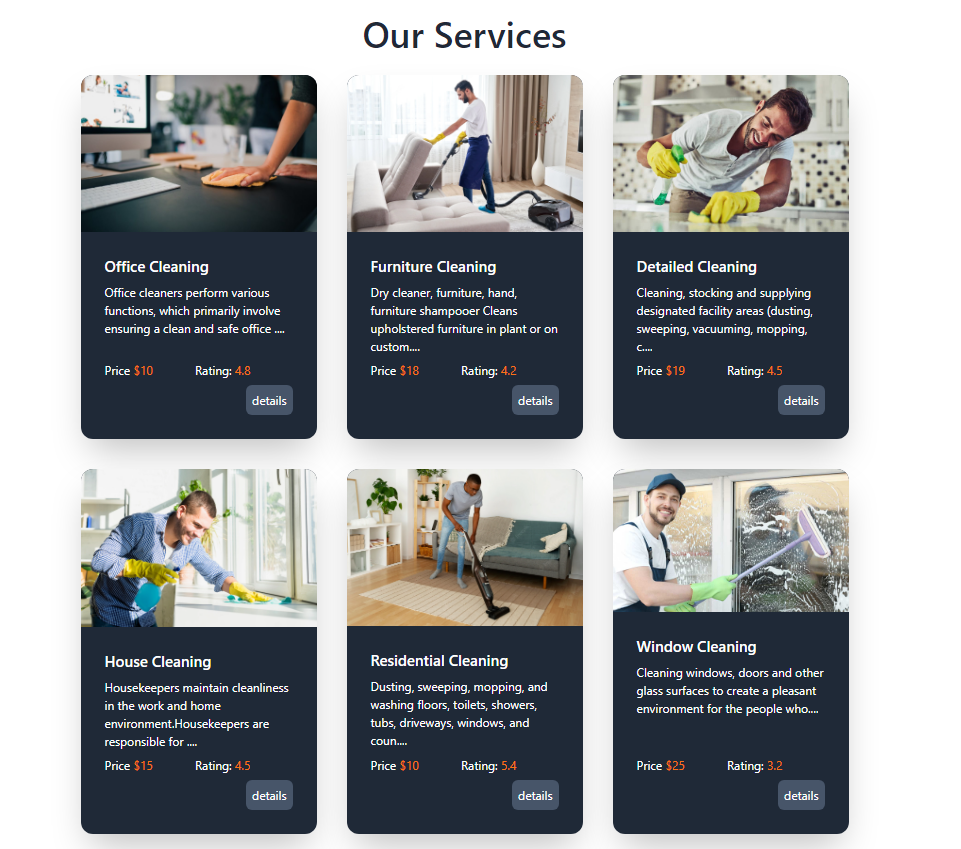 Our Services
Office Cleaning
Office cleaners perform various
functions, which primarily involve
ensuring a clean and safe office ....
Price $10 Rating: 4.8
details
Furniture Cleaning
Dry cleaner, furniture, hand,
furniture shampooer Cleans
upholstered furniture in plant or on
custom....
Price $18 Rating: 4.2
details
Detailed Cleaning
Cleaning, stocking and supplying
designated facility areas (dusting,
sweeping, vacuuming, mopping,
c....
Price $19 Rating: 4.5
details
House Cleaning
Housekeepers maintain cleanliness
in the work and home
environment.Housekeepers are
responsible for ....
Price $15 Rating: 4.5
details
Residential Cleaning
Dusting, sweeping, mopping, and
washing floors, toilets, showers,
tubs, driveways, windows, and
coun....
Price $10 Rating: 5.4
details
Window Cleaning
Cleaning windows, doors and other
glass surfaces to create a pleasant
environment for the people who....
Price $25 Rating: 3.2
details